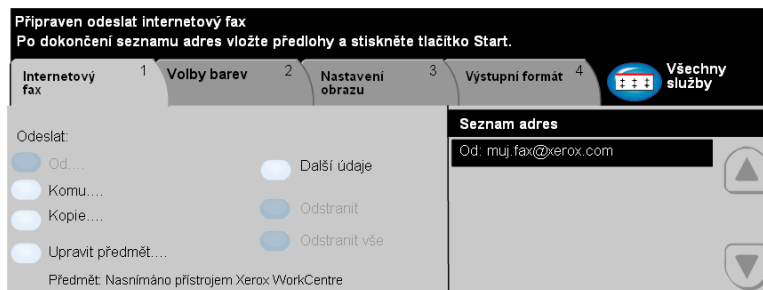 Připraven odeslat internetový fax
Po dokončení seznamu adres vložte předlohy a stiskněte tlačítko Start.
Internetový fax 1
Volby barev 2
Nastavení obrazu 3
Výstupní formát 4
Všechny služby
Odeslat:
Od....
Komu....
Kopie....
Upravit předmět....
Předmět: Nasnímáno přístrojem Xerox WorkCentre
Další údaje
Odstranit
Odstranit vše
Seznam adres
Od: muj.fax@xerox.com